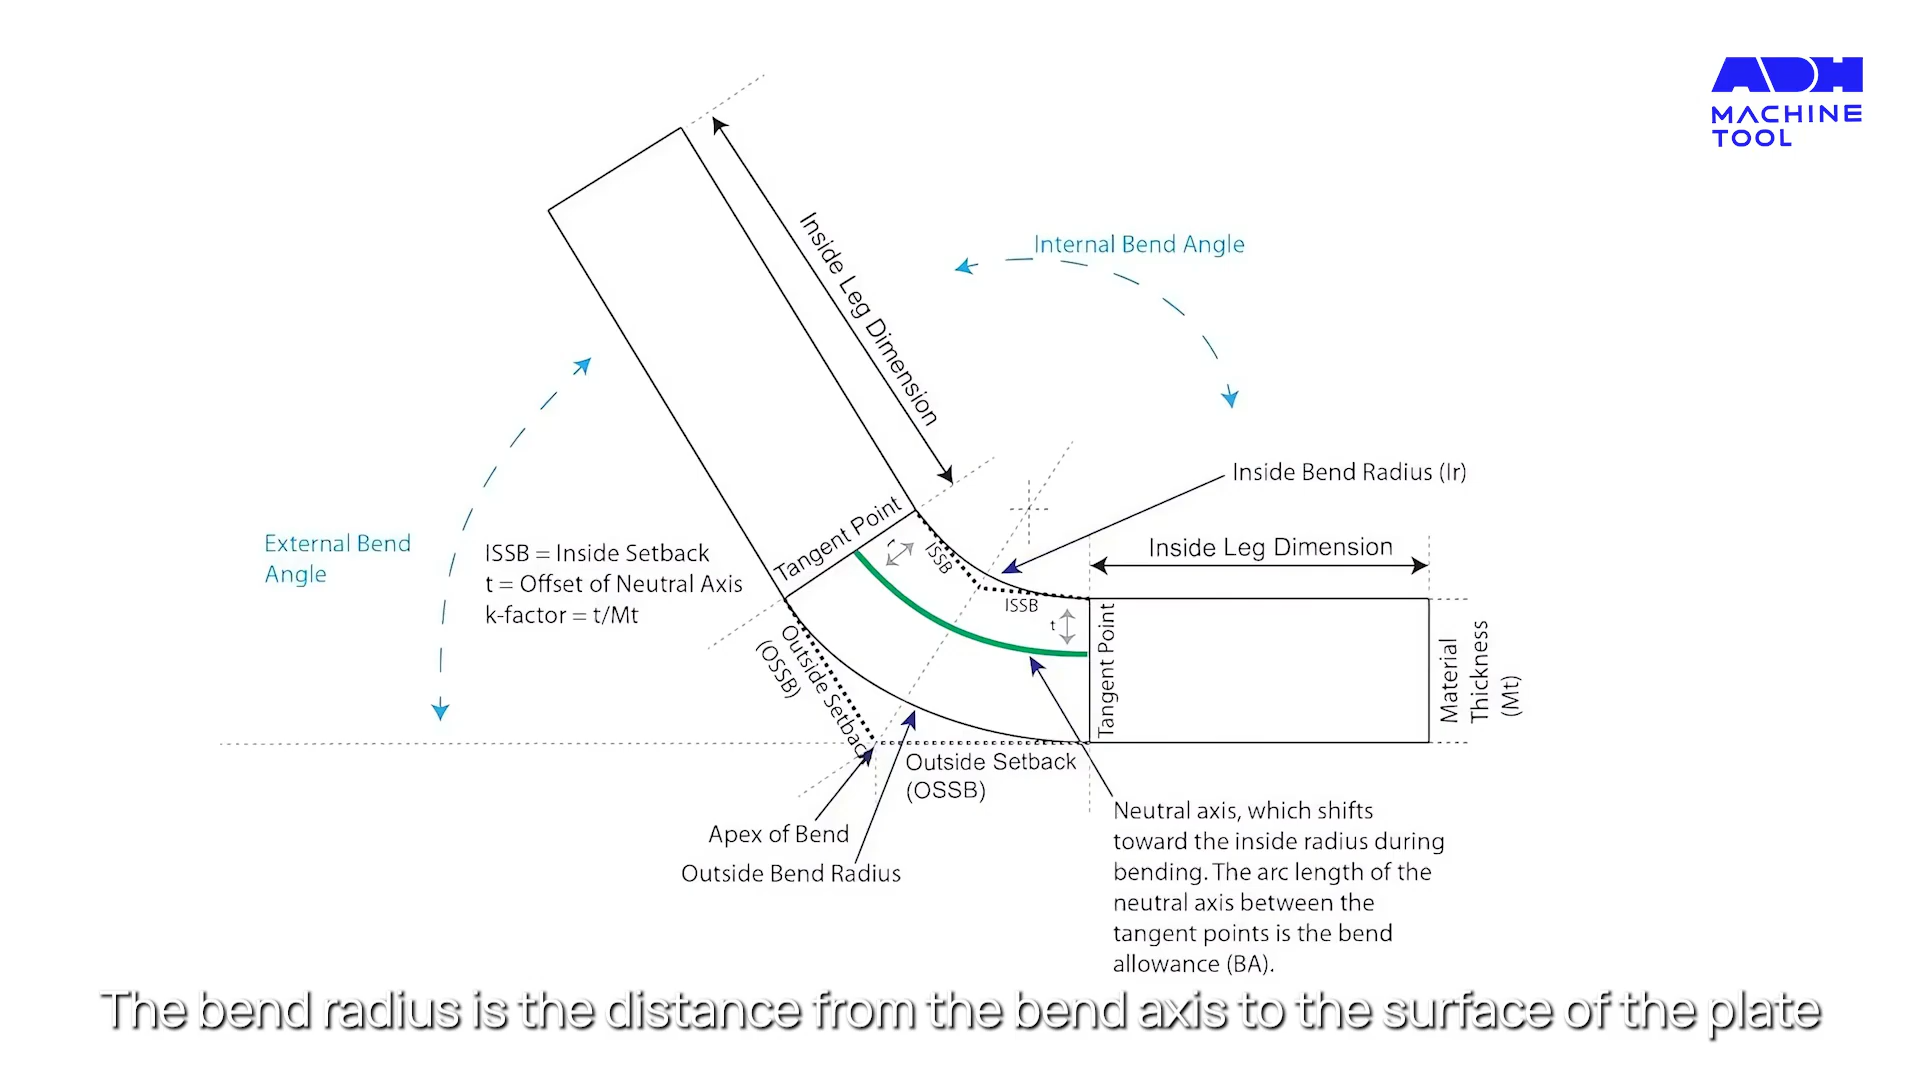 ADH
MACHINE
TOOL
Inside Leg Dimension
Internal Bend Angle
Inside Bend Radius (Ir)
External Bend
Angle
ISSB = Inside Setback
t = Offset of Neutral Axis
k-factor = t/Mt
Tangent Point
t
ISSB
ISSB
t
Inside Leg Dimension
Tangent Point
Material
Thickness
(Mt)
Outside Setback
(OSSB)
Outside Setback
(OSSB)
Apex of Bend
Outside Bend Radius
Neutral axis, which shifts
toward the inside radius during
bending. The arc length of the
neutral axis between the
tangent points is the bend
allowance (BA).
The bend radius is the distance from the bend axis to the surface of the plate